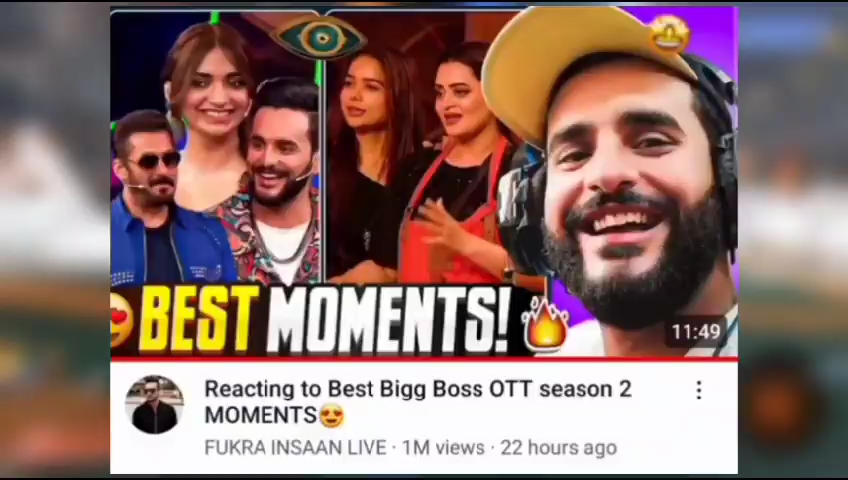 BEST MOMENTS!
11:49
Reacting to Best Bigg Boss OTT season 2
MOMENTS😍
FUKRA INSAAN LIVE · 1M views · 22 hours ago